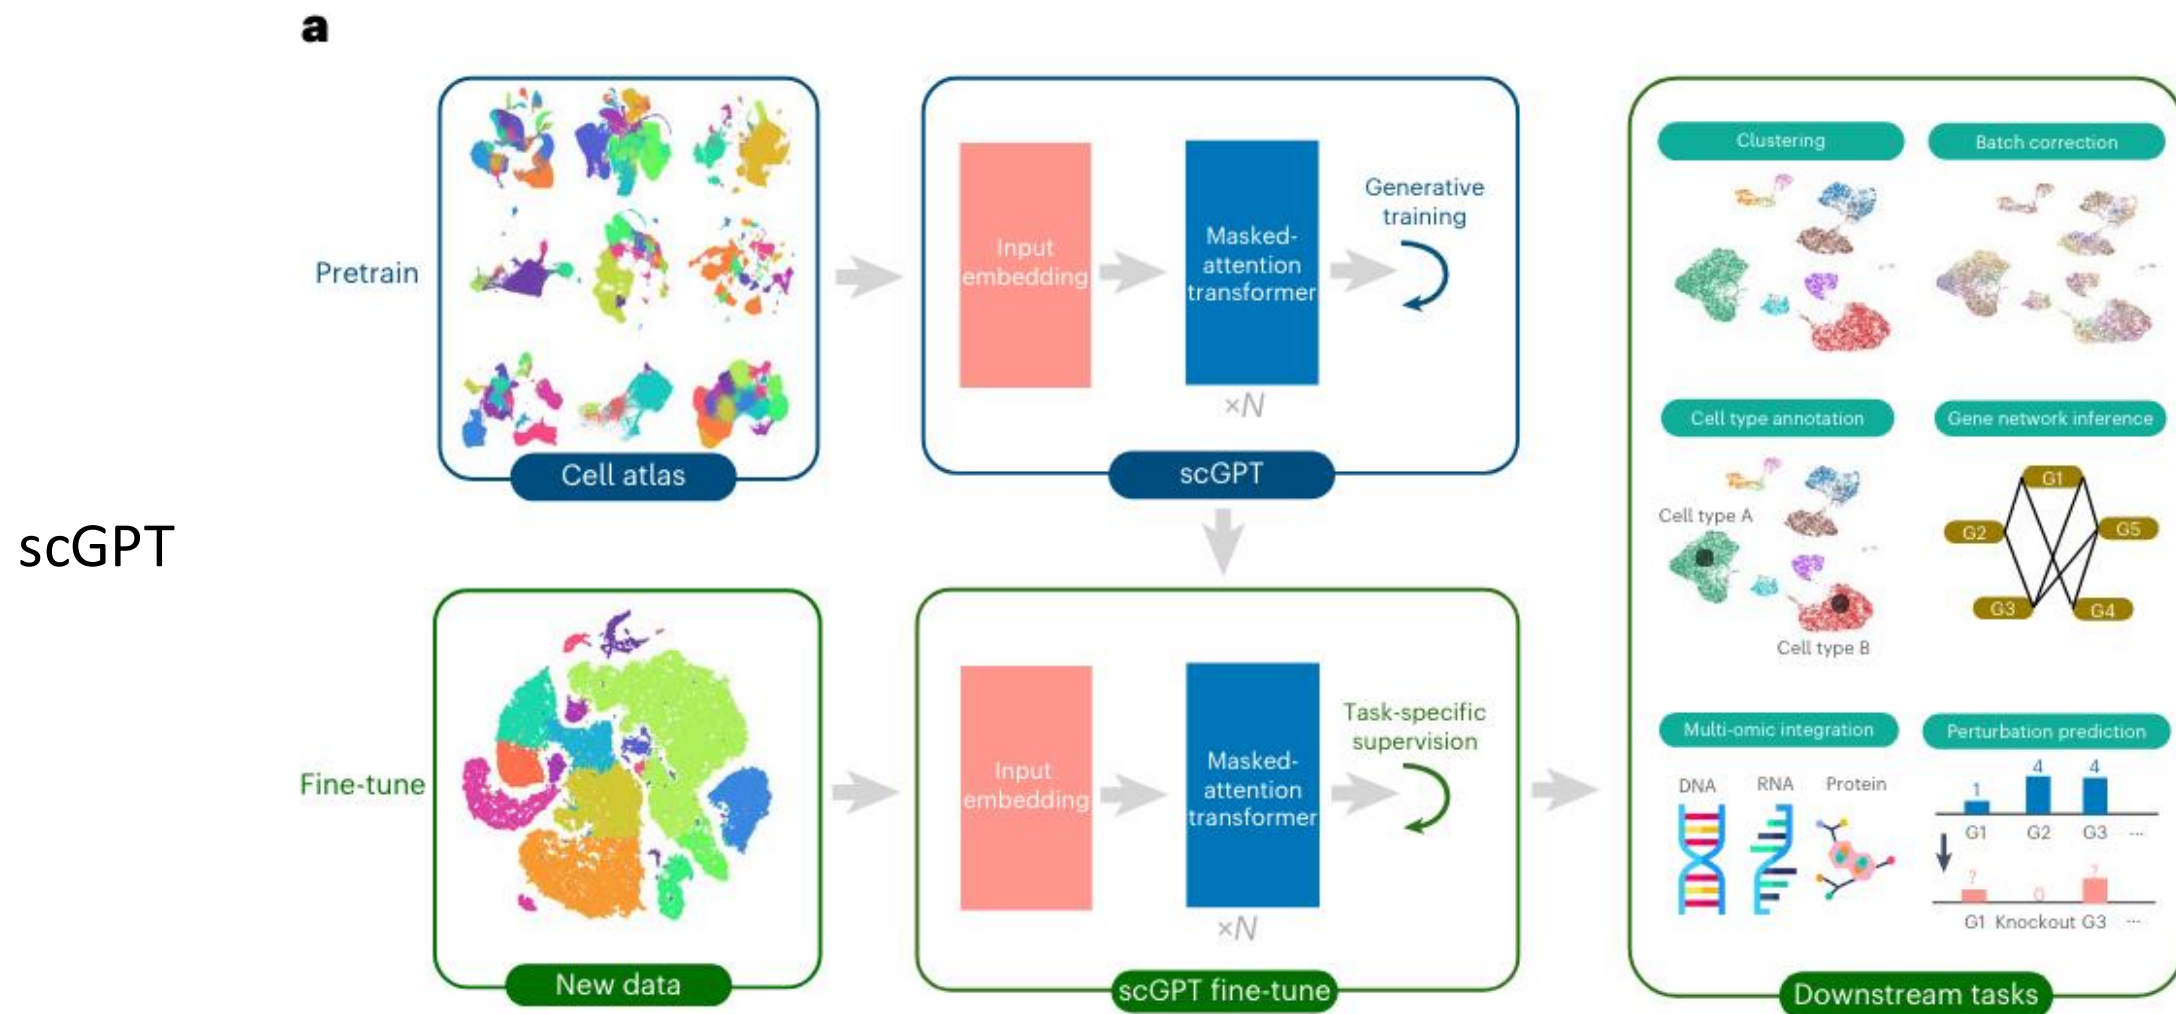 a
scGPT
Pretrain
Cell atlas
Input
embedding
Masked-
attention
transformer
×N
Generative
training
scGPT
Fine-tune
New data
Input
embedding
Masked-
attention
transformer
×N
Task-specific
supervision
scGPT fine-tune
Clustering
Batch correction
Cell type annotation
Cell type A
Cell type B
Gene network inference
G1
G2
G5
G3
G4
Multi-omic integration
DNA RNA Protein
Perturbation prediction
1 4 4
G1 G2 G3 ...
? 0 ?
G1 Knockout G3 ...
Downstream tasks